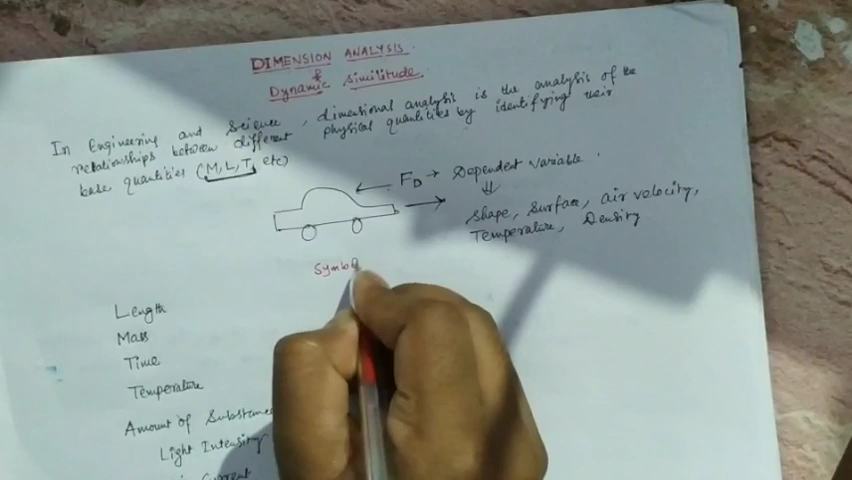 DIMENSION ANALYSIS
&
Dynamic similitude
In Engineering and Science, dimensional analysis is the analysis of the
relationships between different physical quantities by identifying their
base quantities (M, L, T, etc)
F_D → Dependent variable.
⇓
shape, surface, air velocity,
Temperature, Density
Symbo
Length
Mass
Time
Temperature
Amount of Substance
Light Intensity
Current